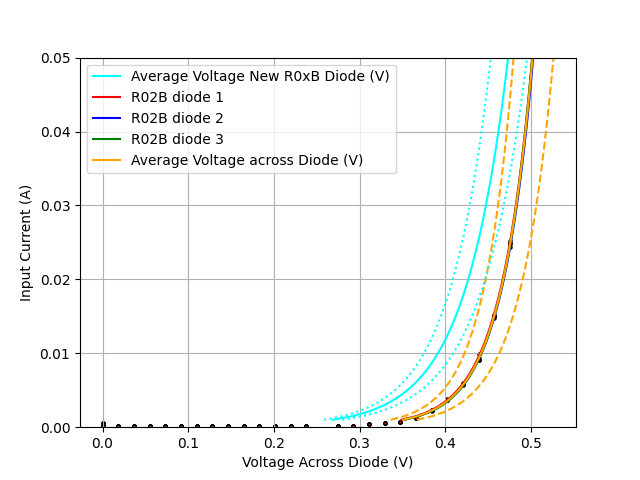 0.05
0.04
0.03
0.02
0.01
0.00
Input Current (A)
Average Voltage New R0xB Diode (V)
R02B diode 1
R02B diode 2
R02B diode 3
Average Voltage across Diode (V)
0.0 0.1 0.2 0.3 0.4 0.5
Voltage Across Diode (V)